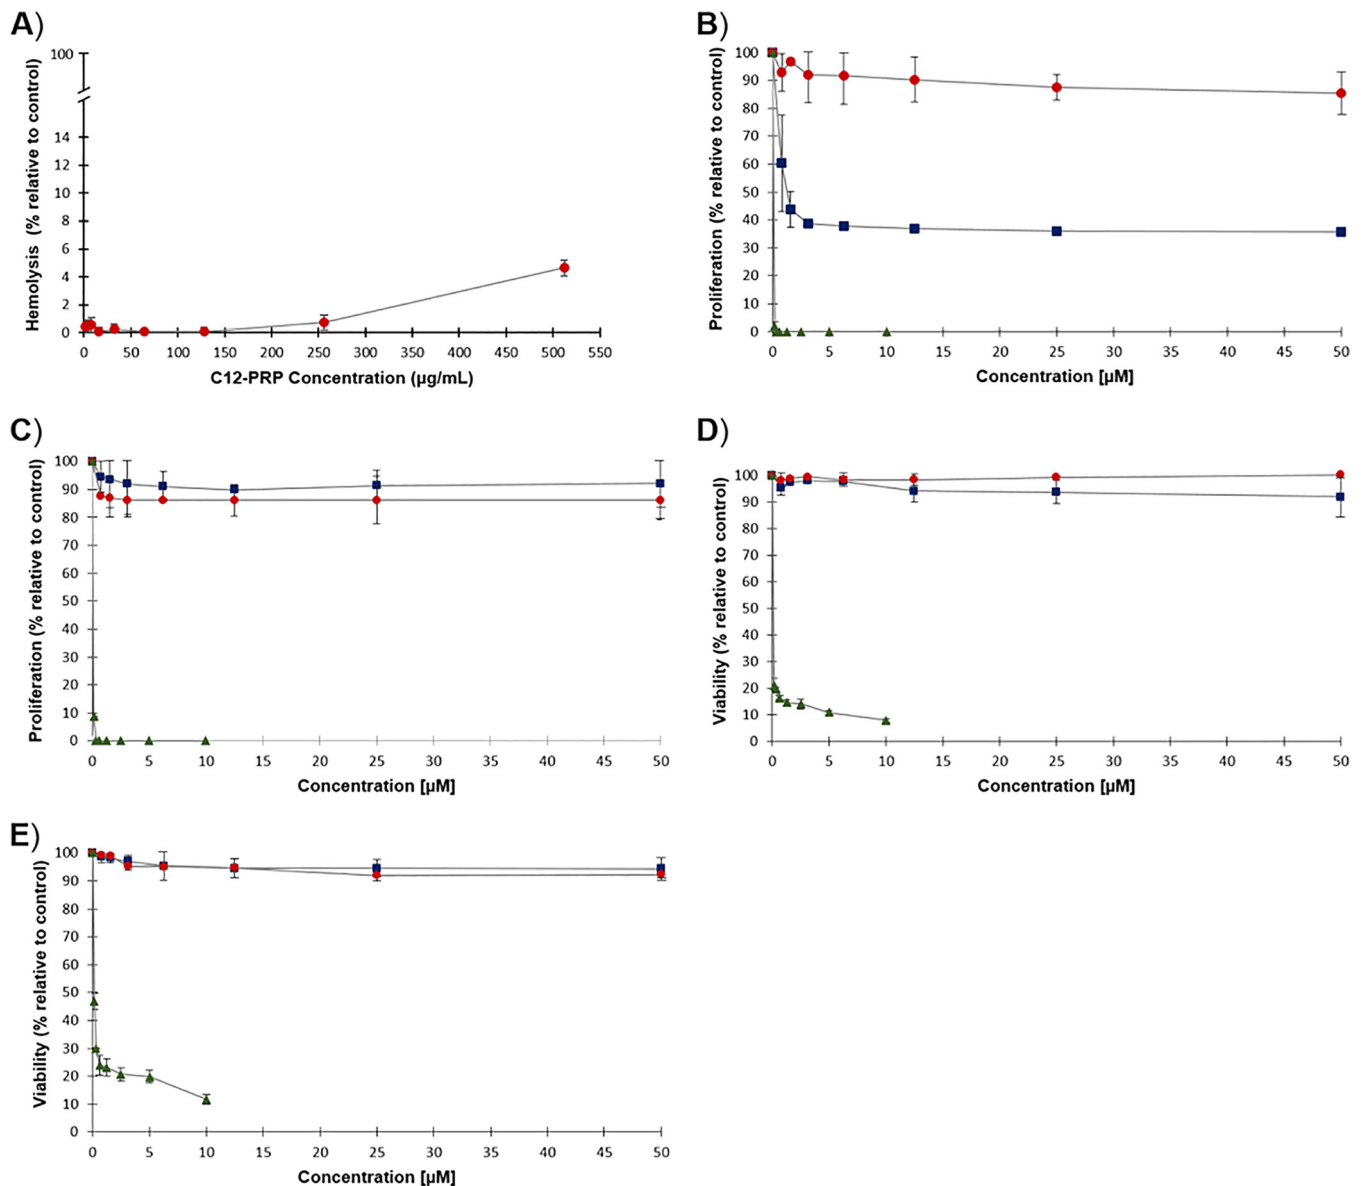 A)
Hemolysis (% relative to control)
100
14
12
10
8
6
4
2
0
0 50 100 150 200 250 300 350 400 450 500 550
C12-PRP Concentration (µg/mL)
B)
Proliferation (% relative to control)
100
90
80
70
60
50
40
30
20
10
0
0 5 10 15 20 25 30 35 40 45 50
Concentration [µM]
C)
Proliferation (% relative to control)
100
90
80
70
60
50
40
30
20
10
0
0 5 10 15 20 25 30 35 40 45 50
Concentration [µM]
D)
Viability (% relative to control)
100
90
80
70
60
50
40
30
20
10
0
0 5 10 15 20 25 30 35 40 45 50
Concentration [µM]
E)
Viability (% relative to control)
100
90
80
70
60
50
40
30
20
10
0
0 5 10 15 20 25 30 35 40 45 50
Concentration [µM]